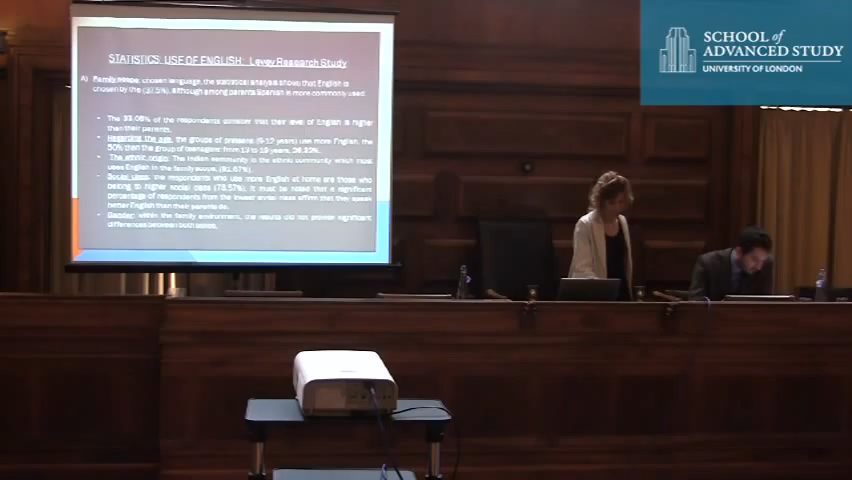 STATISTICS. USE OF ENGLISH: Levey Research Study
A) Family scope: chosen language, the statistical analysis shows that English is
chosen by the (37.5%), although among parents Spanish is more commonly used.
• The 33.05% of the respondents consider that their level of English is higher
than their parents.
• Regarding the age, the groups of (9-12 years) use more English, the
50% than the group of teenagers from 13 to 19 years,
• The ethnic origin: The Indian community is the ethnic community which most
uses English in the family scope, (81.67%).
• Social class: the respondents who use more English at home are those who
belong to higher social class (78.57%). It must be noted that a significant
percentage of respondents from the lowest social class affirm that they speak
better English than their parents do.
• Gender: within the family environment, the results did not provide significant
differences between both sexes.
SCHOOL of
ADVANCED STUDY
UNIVERSITY OF LONDON